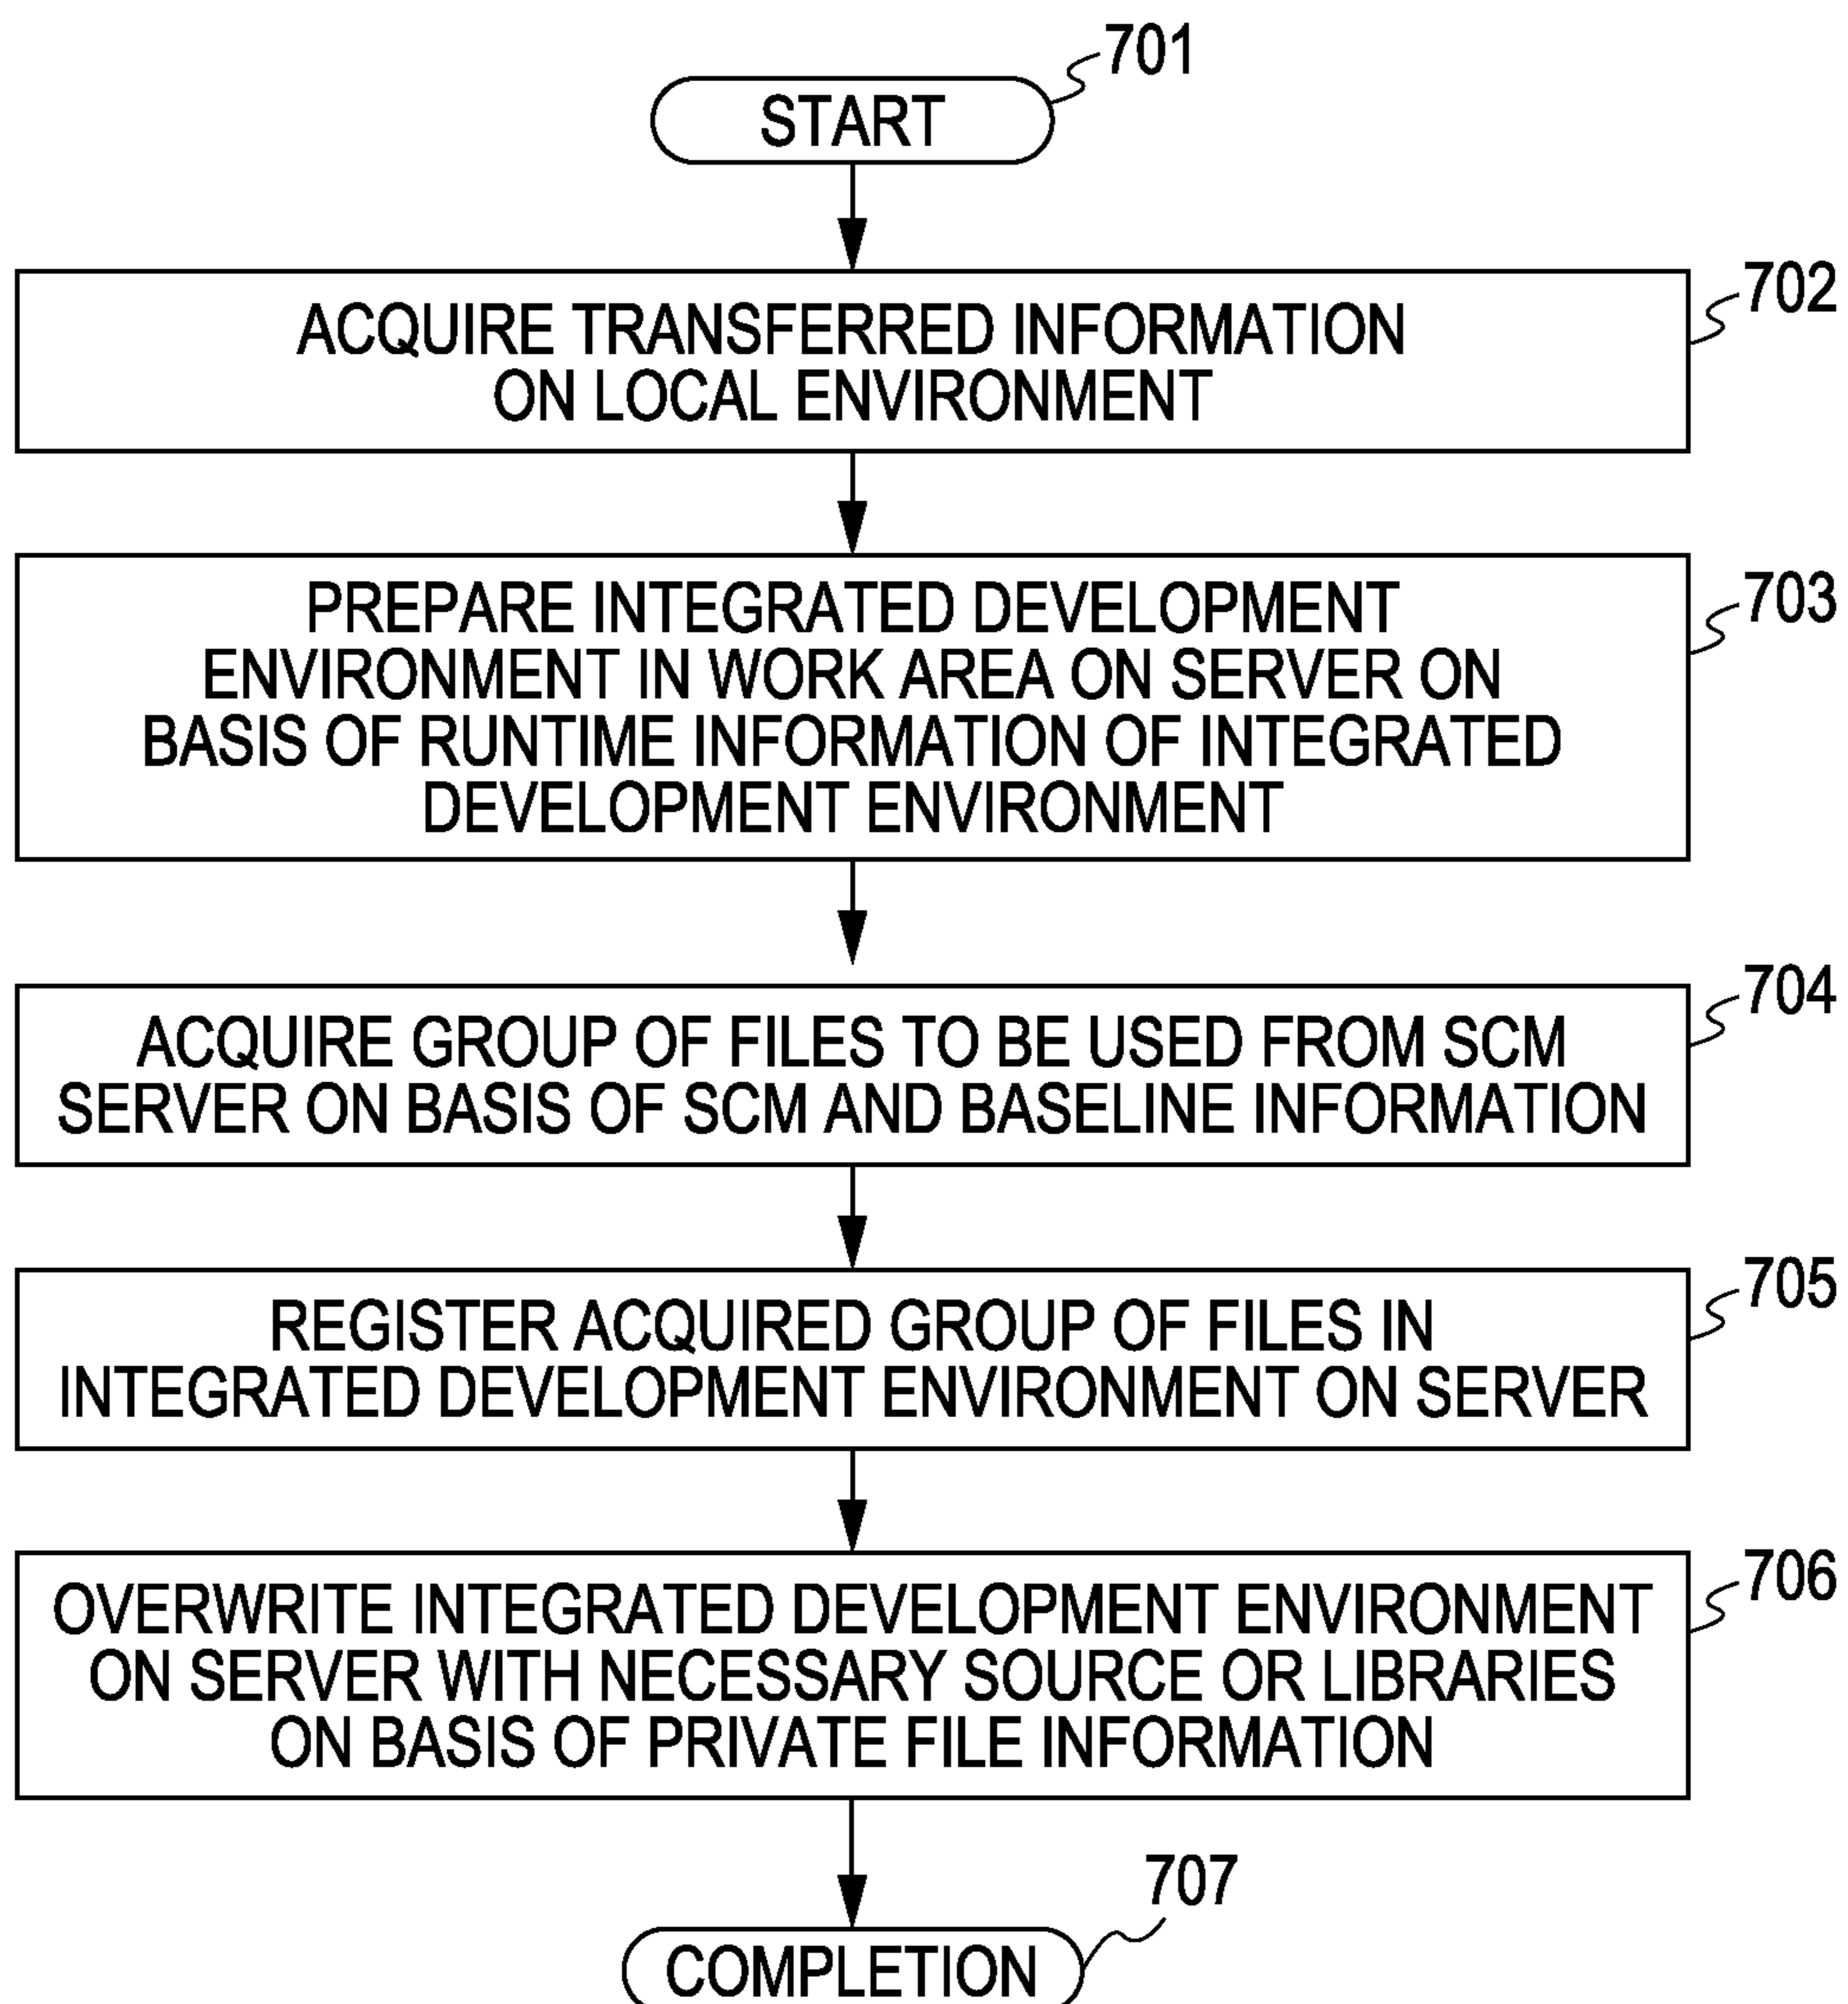 701
START
702
ACQUIRE TRANSFERRED INFORMATION
ON LOCAL ENVIRONMENT
703
PREPARE INTEGRATED DEVELOPMENT
ENVIRONMENT IN WORK AREA ON SERVER ON
BASIS OF RUNTIME INFORMATION OF INTEGRATED
DEVELOPMENT ENVIRONMENT
704
ACQUIRE GROUP OF FILES TO BE USED FROM SCM
SERVER ON BASIS OF SCM AND BASELINE INFORMATION
705
REGISTER ACQUIRED GROUP OF FILES IN
INTEGRATED DEVELOPMENT ENVIRONMENT ON SERVER
706
OVERWRITE INTEGRATED DEVELOPMENT ENVIRONMENT
ON SERVER WITH NECESSARY SOURCE OR LIBRARIES
ON BASIS OF PRIVATE FILE INFORMATION
707
COMPLETION